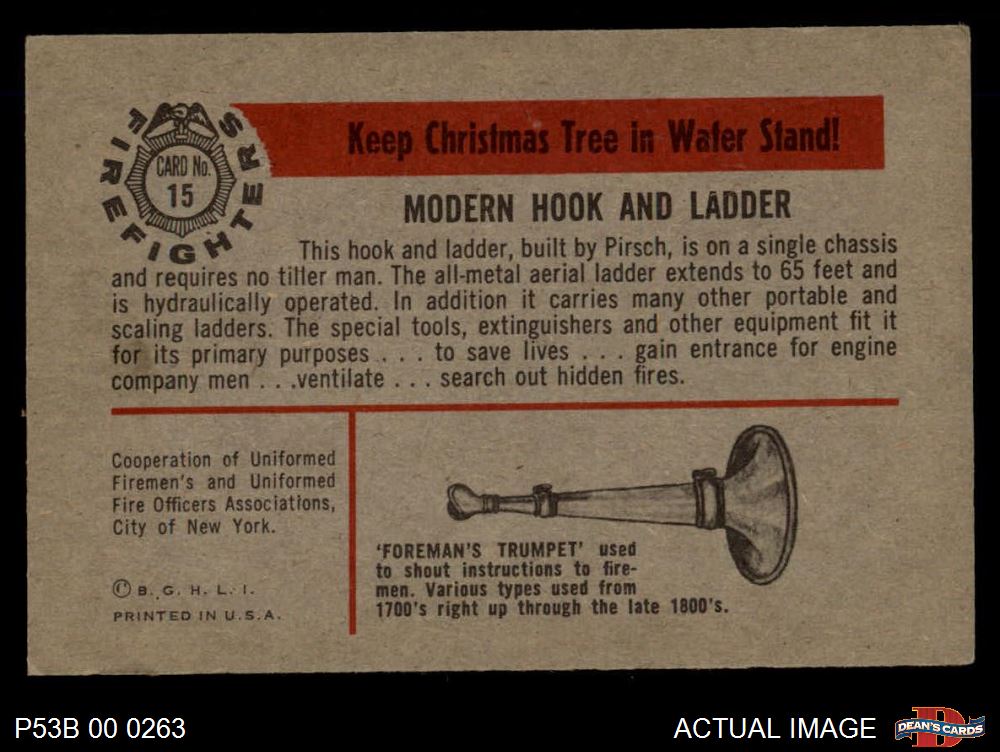 FIREFIGHTERS
CARD No.
15
Keep Christmas Tree in Water Stand!
MODERN HOOK AND LADDER
This hook and ladder, built by Pirsch, is on a single chassis
and requires no tiller man. The all-metal aerial ladder extends to 65 feet and
is hydraulically operated. In addition it carries many other portable and
scaling ladders. The special tools, extinguishers and other equipment fit it
for its primary purposes . . . to save lives . . . gain entrance for engine
company men . . .ventilate . . . search out hidden fires.
Cooperation of Uniformed
Firemen's and Uniformed
Fire Officers Associations,
City of New York.
© B. G. H. L. I.
PRINTED IN U.S.A.
'FOREMAN'S TRUMPET' used
to shout instructions to fire-
men. Various types used from
1700's right up through the late 1800's.
P53B 00 0263
ACTUAL IMAGE
D
DEAN'S CARDS